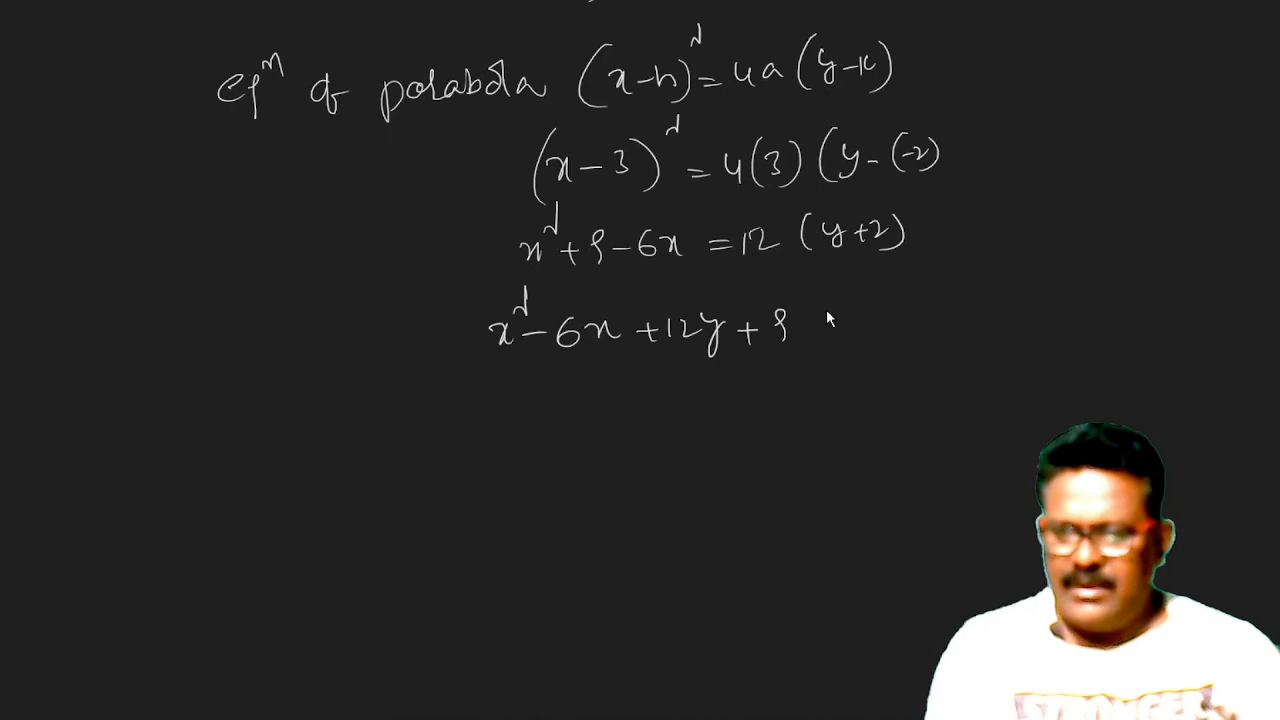 eqⁿ of parabola (x-h)² = 4a (y-k)
(x-3)² = 4(3) (y-(-2)
x² + 9 - 6x = 12 (y+2)
x² - 6x + 12y + 9
STRONGER